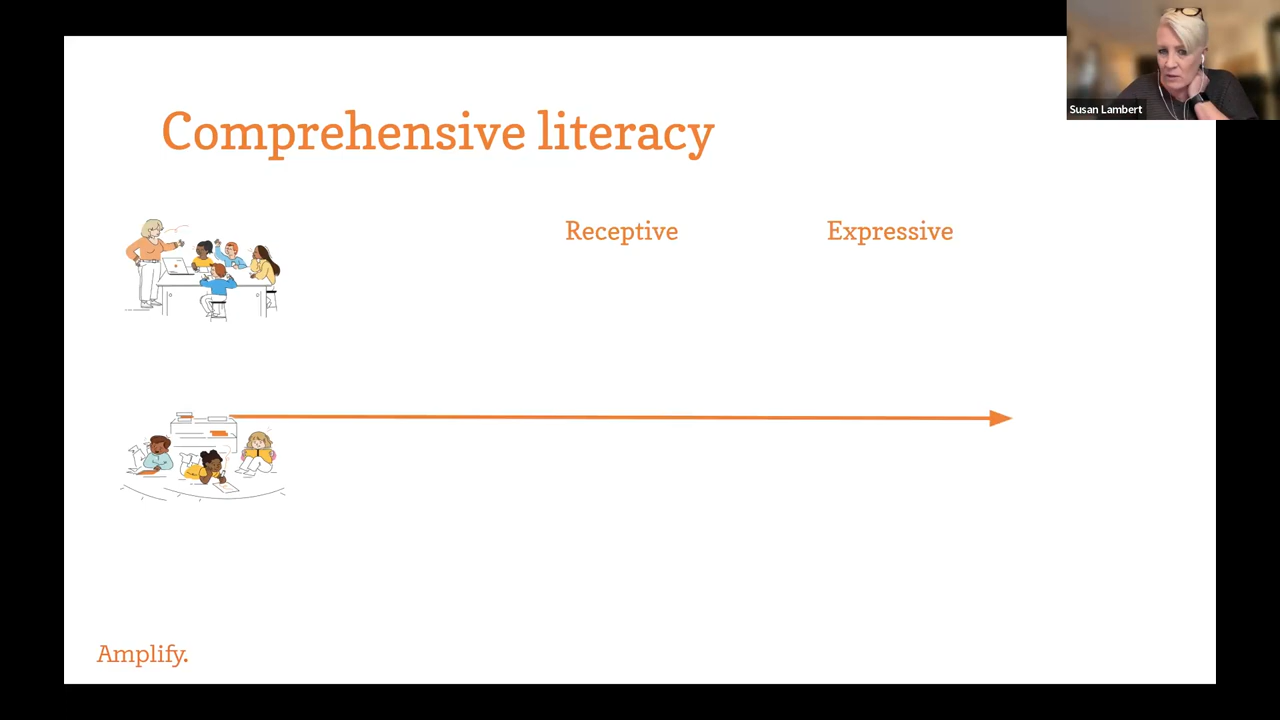 Susan Lambert
Comprehensive literacy
Receptive
Expressive
Amplify.